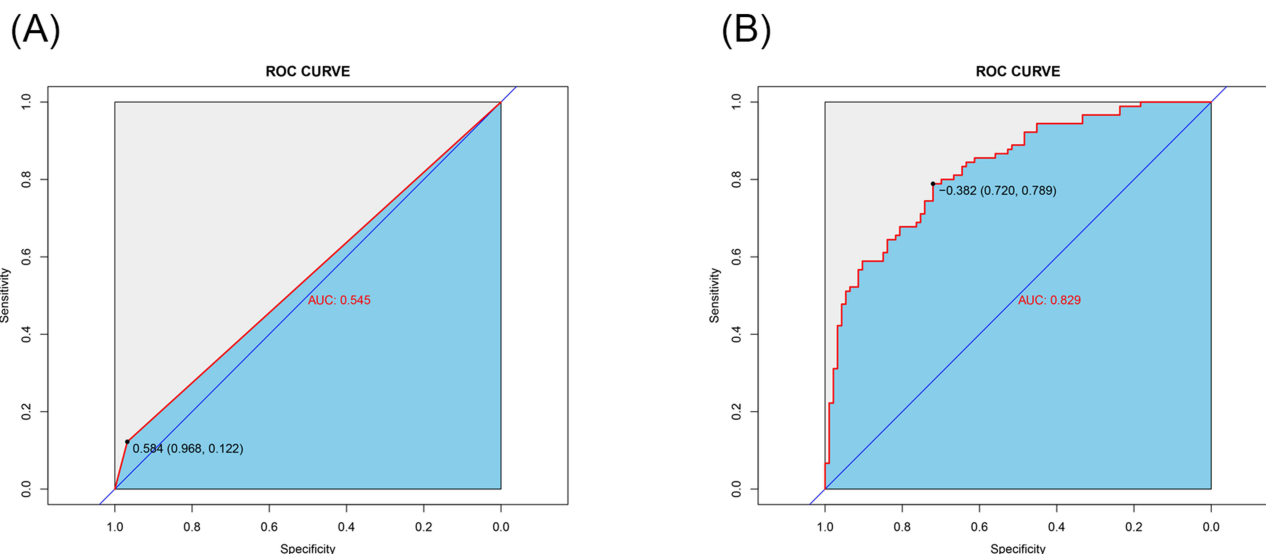 (A)
ROC CURVE
1.0
0.8
0.6
0.4
0.2
0.0
Sensitivity
AUC: 0.545
0.584 (0.968, 0.122)
1.0 0.8 0.6 0.4 0.2 0.0
Specificity
(B)
ROC CURVE
1.0
0.8
0.6
0.4
0.2
0.0
Sensitivity
−0.382 (0.720, 0.789)
AUC: 0.829
1.0 0.8 0.6 0.4 0.2 0.0
Specificity